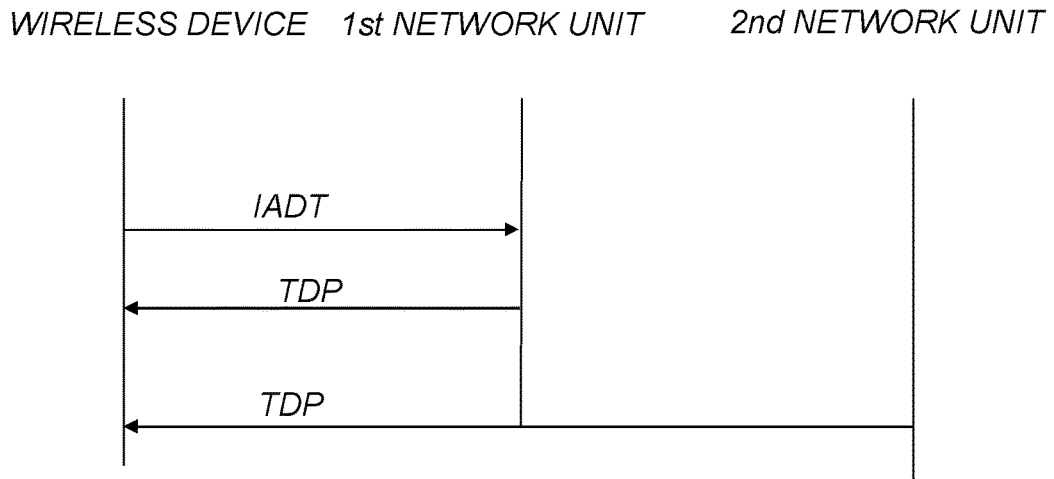 WIRELESS DEVICE 1st NETWORK UNIT 2nd NETWORK UNIT
IADT
TDP
TDP